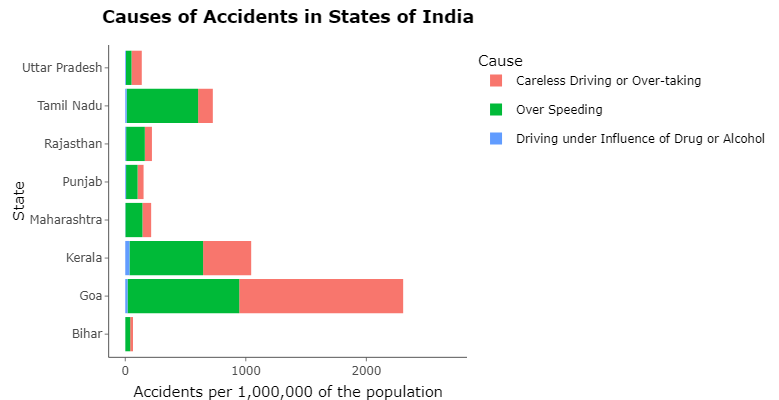 Causes of Accidents in States of India
Cause
Careless Driving or Over-taking
Over Speeding
Driving under Influence of Drug or Alcohol
State
Uttar Pradesh
Tamil Nadu
Rajasthan
Punjab
Maharashtra
Kerala
Goa
Bihar
0 1000 2000
Accidents per 1,000,000 of the population